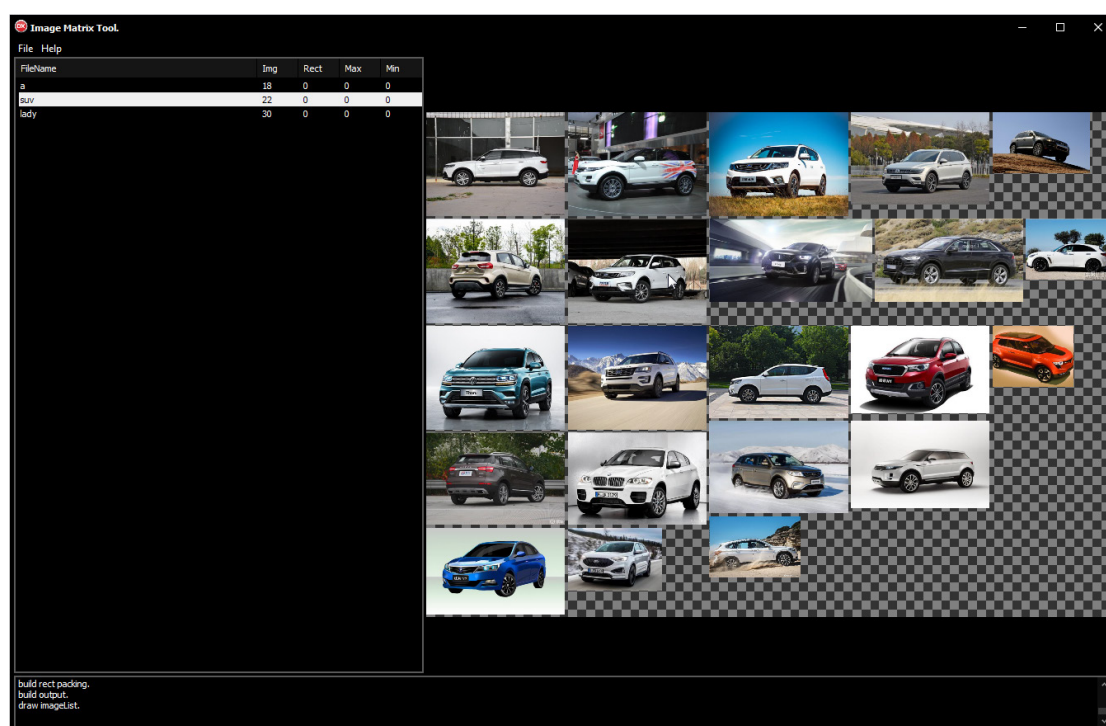 DX Image Matrix Tool.
File Help
FileName Img Rect Max Min
a 18 0 0 0
suv 22 0 0 0
lady 30 0 0 0
build rect packing.
build output.
draw imageList.